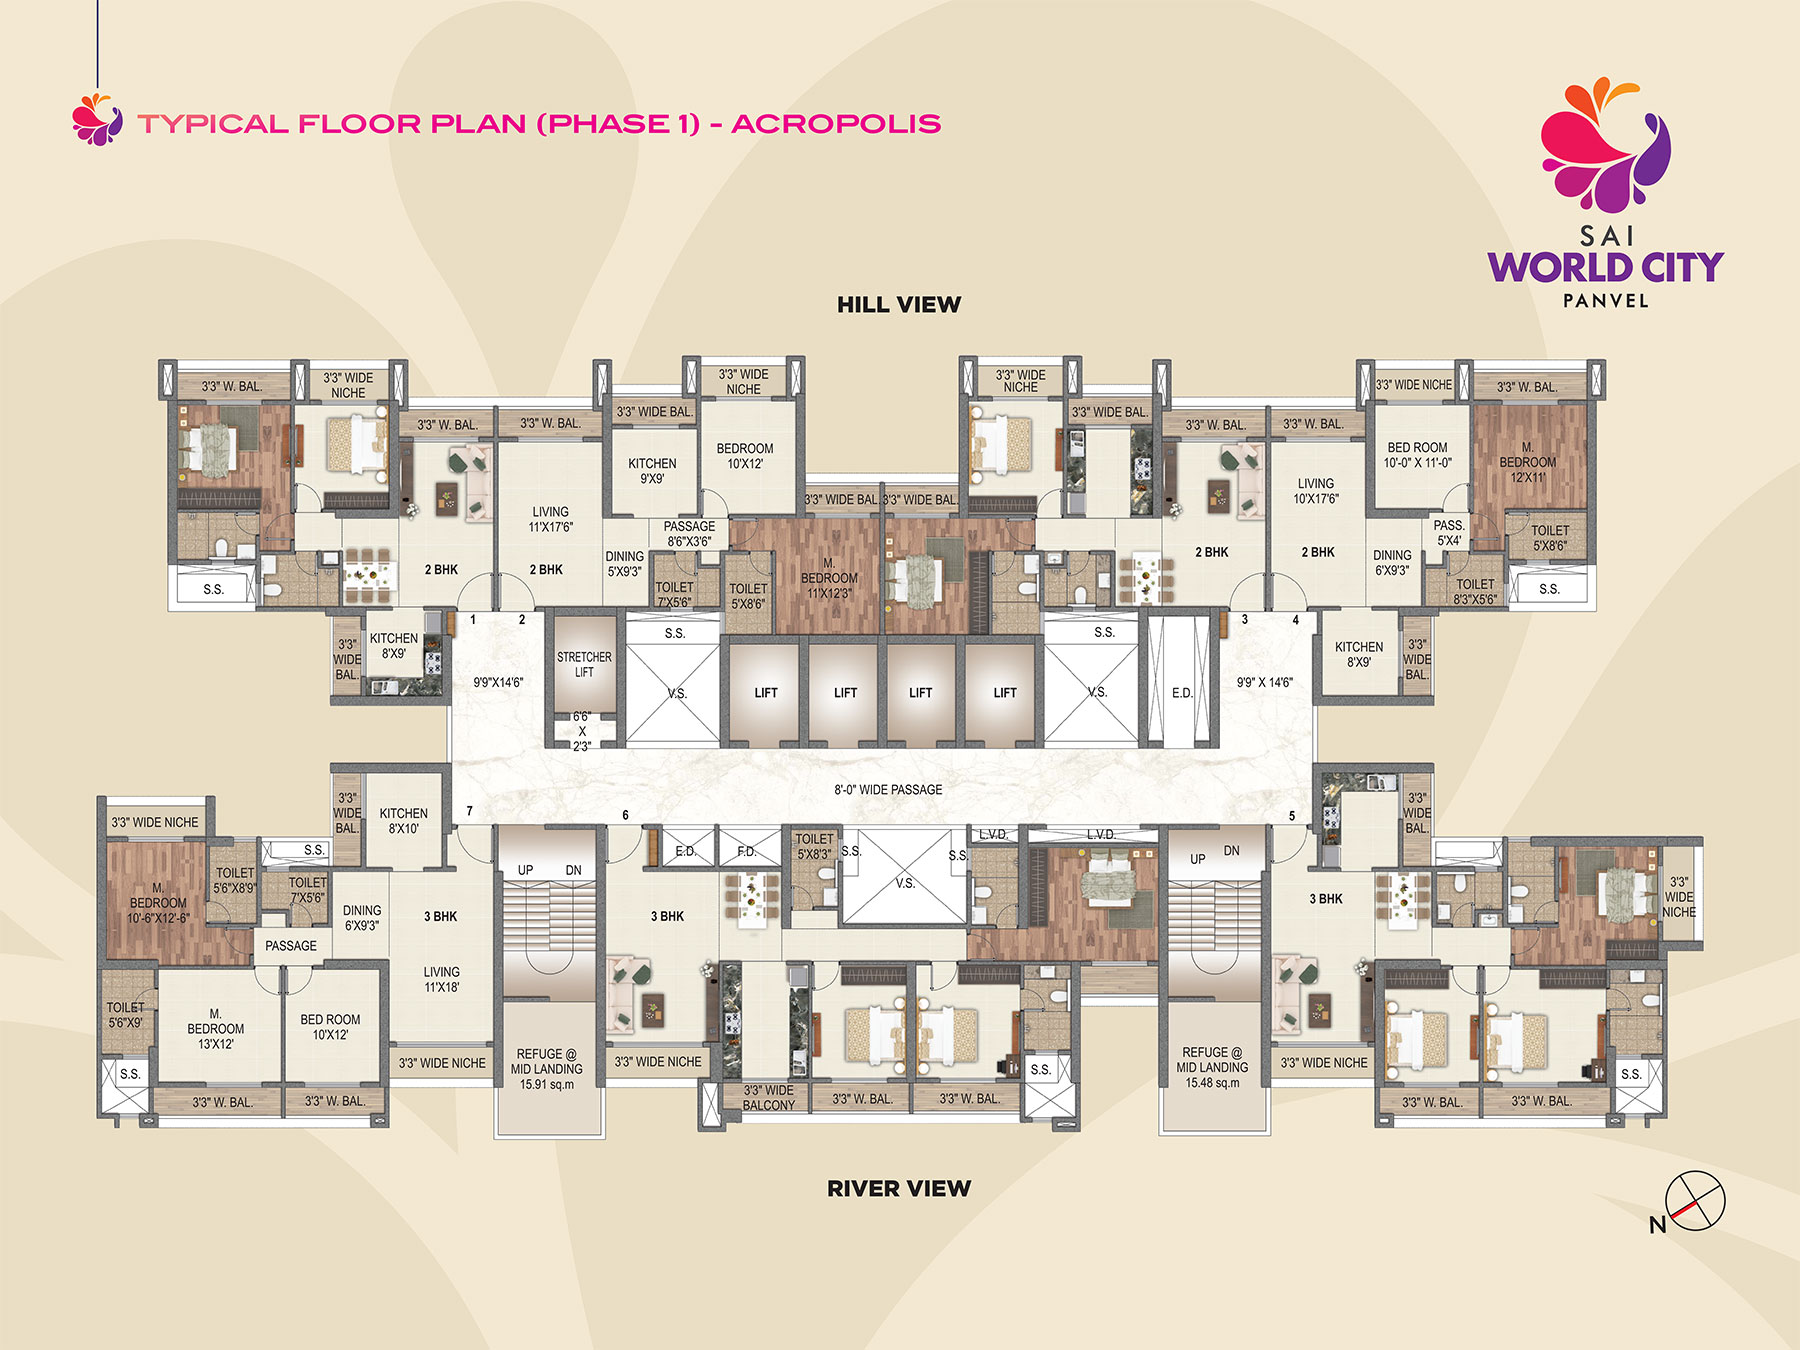 TYPICAL FLOOR PLAN (PHASE 1) - ACROPOLIS
SAI
WORLD CITY
PANVEL
HILL VIEW
3'3" W. BAL.
3'3" WIDE
NICHE
3'3" W. BAL.
3'3" W. BAL.
3'3" WIDE BAL.
3'3" WIDE
NICHE
3'3" WIDE
NICHE
3'3" WIDE BAL.
3'3" W. BAL.
3'3" W. BAL.
3'3" WIDE NICHE
3'3" W. BAL.
KITCHEN
9'X9'
BEDROOM
10'X12'
BED ROOM
10'-0" X 11'-0"
M.
BEDROOM
12'X11'
3'3" WIDE BAL.
3'3" WIDE BAL.
LIVING
11'X17'6"
LIVING
10'X17'6"
PASSAGE
8'6"X3'6"
PASS.
5'X4'
TOILET
5'X8'6"
2 BHK
2 BHK
DINING
5'X9'3"
TOILET
7'X5'6"
TOILET
5'X8'6"
M.
BEDROOM
11'X12'3"
2 BHK
2 BHK
DINING
6'X9'3"
TOILET
8'3"X5'6"
S.S.
S.S.
1
2
3
4
S.S.
S.S.
3'3"
WIDE
BAL.
KITCHEN
8'X9'
KITCHEN
8'X9'
3'3"
WIDE
BAL.
9'9"X14'6"
STRETCHER
LIFT
V.S.
LIFT
LIFT
LIFT
LIFT
V.S.
E.D.
9'9" X 14'6"
6'6"
X
2'3"
8'-0" WIDE PASSAGE
7
6
5
3'3" WIDE NICHE
3'3"
WIDE
BAL.
KITCHEN
8'X10'
3'3"
WIDE
BAL.
S.S.
UP
DN
E.D.
F.D.
TOILET
5'X8'3"
S.S.
V.S.
S.S.
L.V.D.
L.V.D.
UP
DN
M.
BEDROOM
10'-6"X12'-6"
TOILET
5'6"X8'9"
TOILET
7'X5'6"
DINING
6'X9'3"
3 BHK
3 BHK
3 BHK
3'3"
WIDE
NICHE
PASSAGE
LIVING
11'X18'
TOILET
5'6"X9'
M.
BEDROOM
13'X12'
BED ROOM
10'X12'
S.S.
3'3" WIDE NICHE
REFUGE @
MID LANDING
15.91 sq.m
3'3" WIDE NICHE
S.S.
REFUGE @
MID LANDING
15.48 sq.m
3'3" WIDE NICHE
S.S.
3'3" W. BAL.
3'3" W. BAL.
3'3" WIDE
BALCONY
3'3" W. BAL.
3'3" W. BAL.
3'3" W. BAL.
3'3" W. BAL.
RIVER VIEW
N